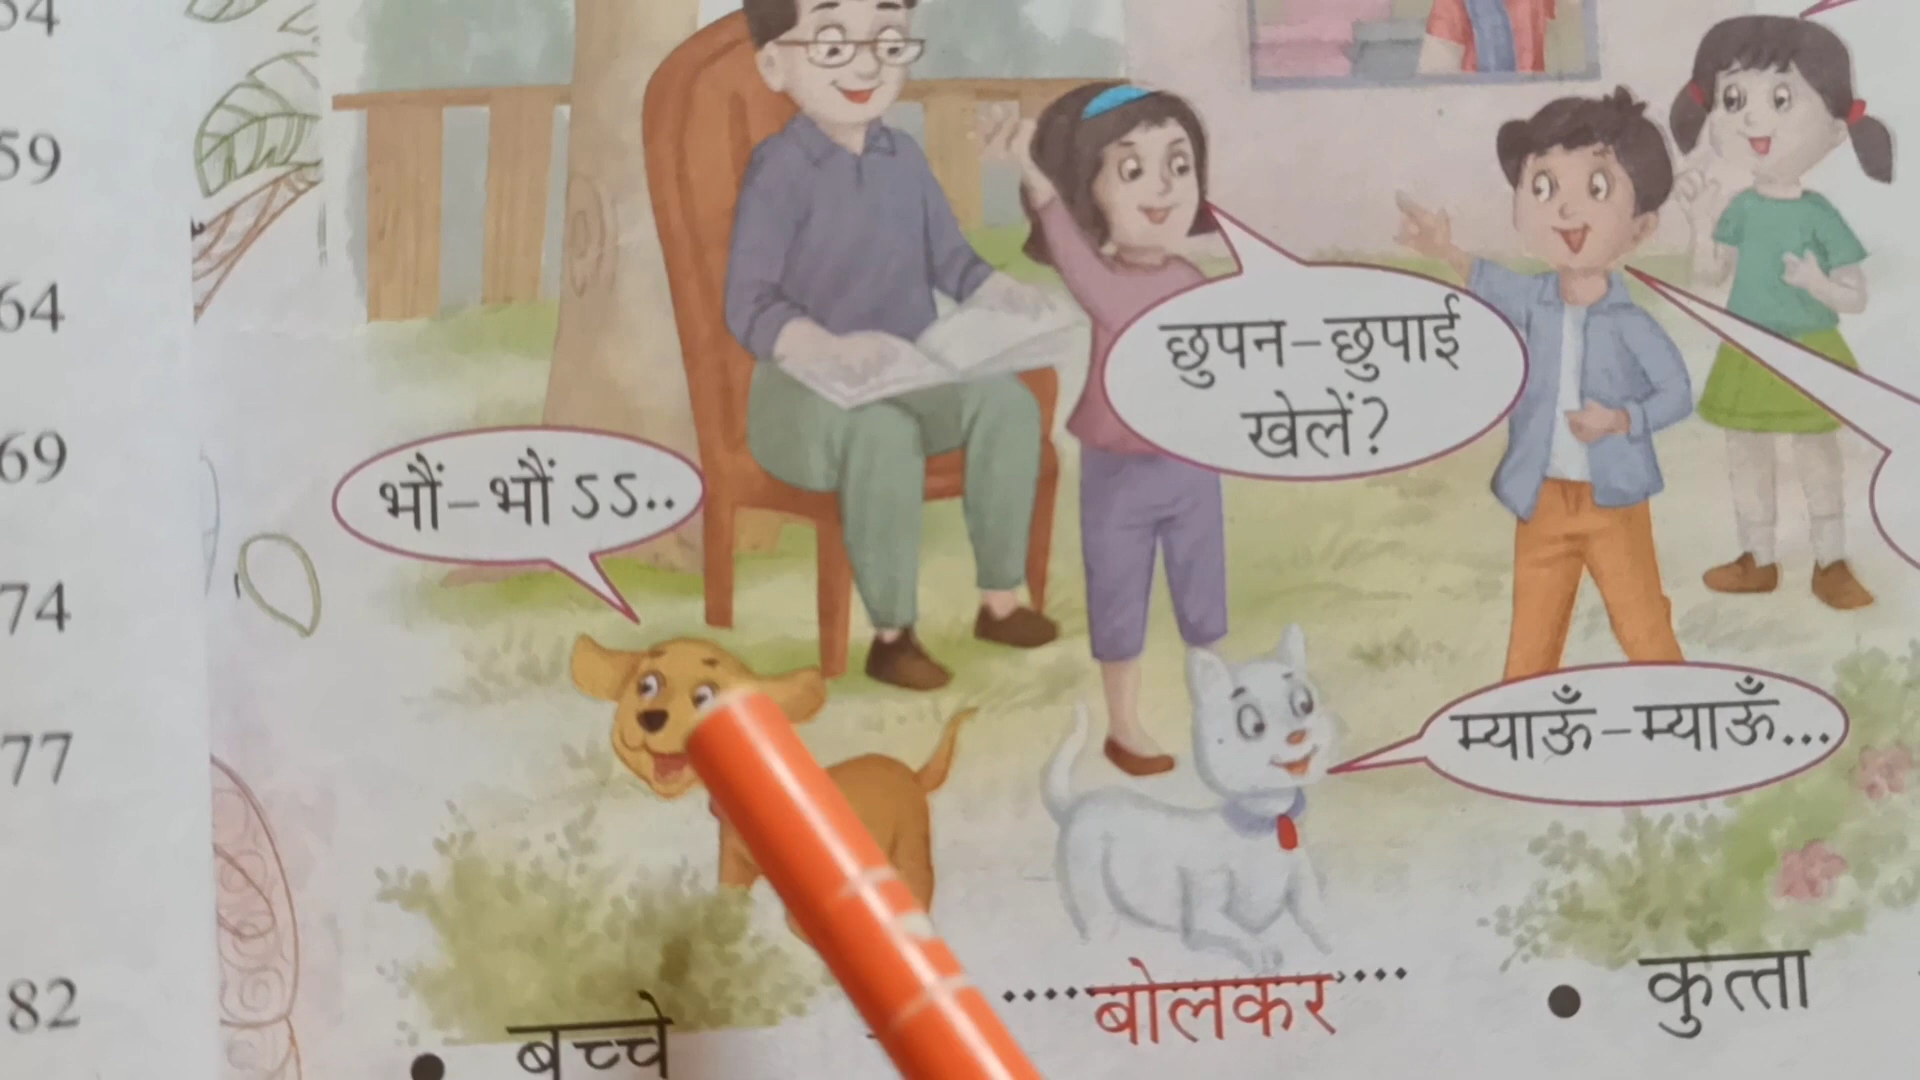 54
59
64
69
74
77
82
छुपन–छुपाई
खेलें?
भौं–भौं ऽऽ..
म्याऊँ–म्याऊँ...
····बोलकर····
• कुत्ता
• बच्चे